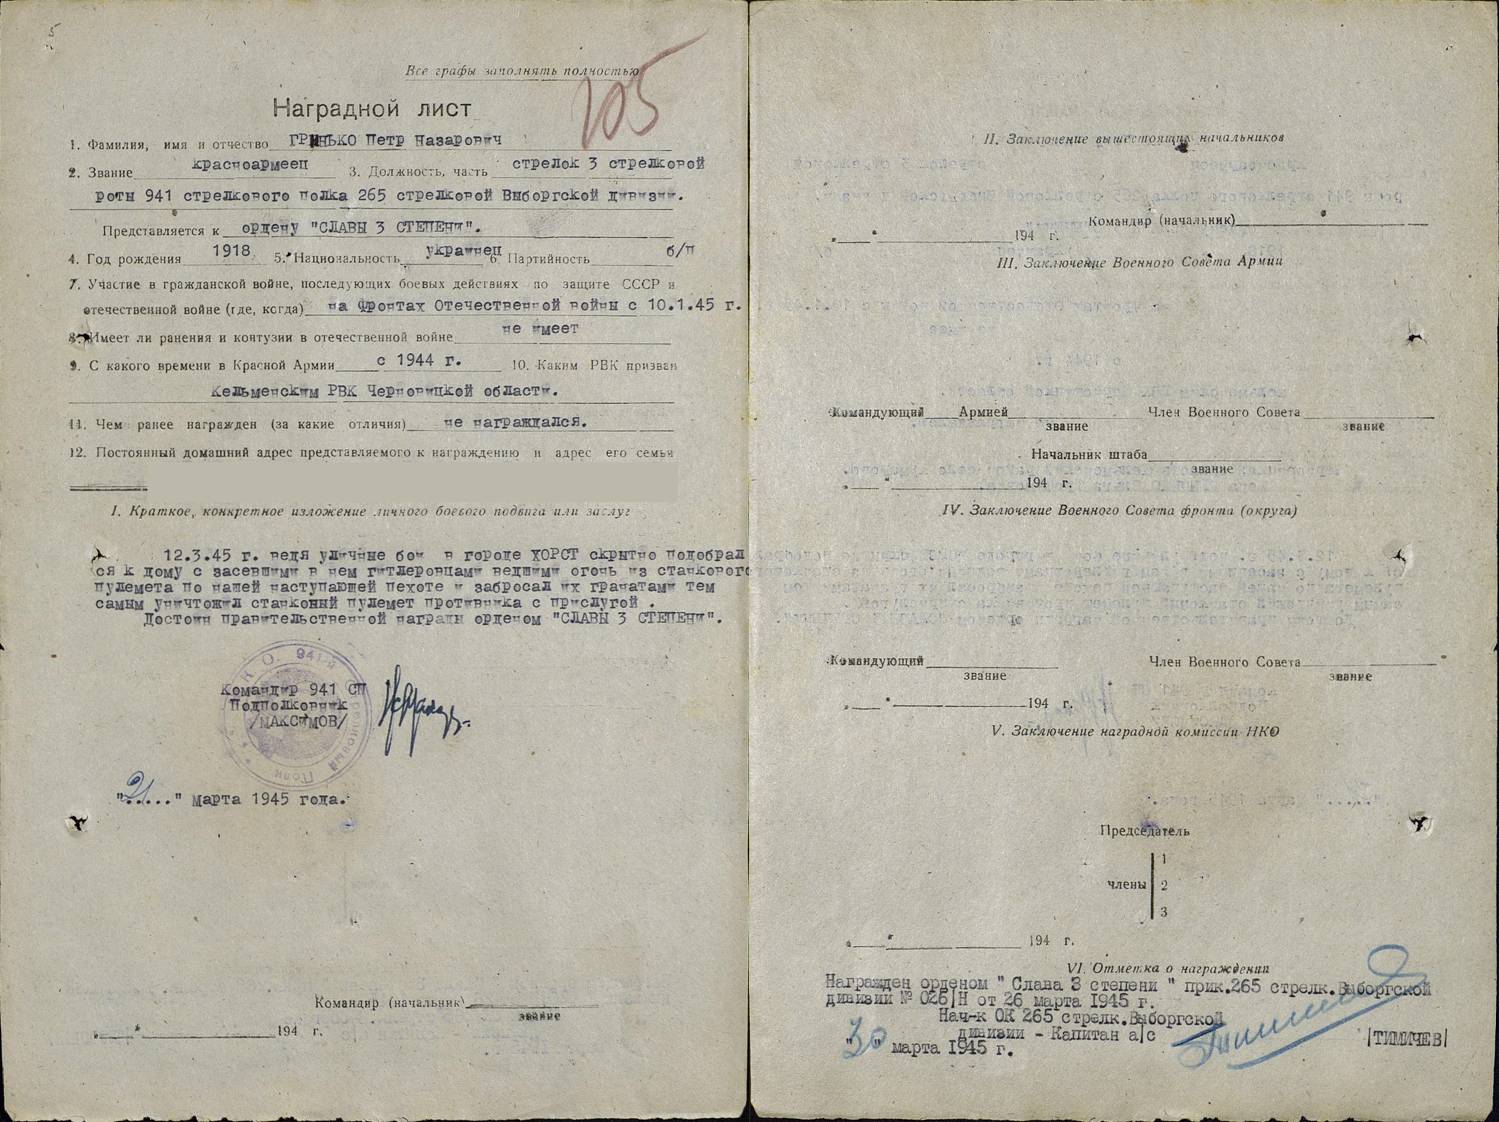 5
Все графы заполнять полностью
105
Наградной лист
1. Фамилия, имя и отчество ГРИНЬКО Петр Назарович
2. Звание красноармеец 3. Должность, часть стрелок 3 стрелковой
роты 941 стрелкового полка 265 стрелковой Выборгской дивизии.
Представляется к ордену "СЛАВЫ 3 СТЕПЕНИ".
4. Год рождения 1918 5. Национальность украинец 6. Партийность б/п
7. Участие в гражданской войне, последующих боевых действиях по защите СССР и
отечественной войне (где, когда) на фронтах Отечественной войны с 10.1.45 г.
8. Имеет ли ранения и контузии в отечественной войне не имеет
9. С какого времени в Красной Армии с 1944 г. 10. Каким РВК призван
Кельменским РВК Черновицкой области.
11. Чем ранее награжден (за какие отличия) не награждался.
12. Постоянный домашний адрес представляемого к награждению и адрес его семьи
I. Краткое, конкретное изложение личного боевого подвига или заслуг
12.3.45 г. ведя уличные бои в городе ХОРСТ скрытно подобрал
ся к дому с засевшими в нем гитлеровцами ведшими огонь из станкового
пулемета по нашей наступающей пехоте и забросал их гранатами тем
самым уничтожил станковый пулемет противника с прислугой .
Достоин правительственной награды орденом "СЛАВЫ 3 СТЕПЕНИ".
Командир 941 СП
Подполковник
/МАКСИМОВ/
"21" марта 1945 года.
Командир (начальник)
звание
„ " 194 г.
II. Заключение вышестоящих начальников
Командир (начальник)
„ " 194 г.
III. Заключение Военного Совета Армии
Командующий Армией Член Военного Совета
звание звание
Начальник штаба
звание
„ " 194 г.
IV. Заключение Военного Совета фронта (округа)
Командующий Член Военного Совета
звание звание
„ " 194 г.
V. Заключение наградной комиссии НКО
Председатель
члены
1
2
3
„ " 194 г.
VI. Отметка о награждении
Награжден орденом " Слава 3 степени " прик.265 стрелк.Выборгской
дивизии № 026/Н от 26 марта 1945 г.
Нач-к ОК 265 стрелк.Выборгской
дивизии - Капитан а/с /ТИМИЧЕВ/
"30" марта 1945 г.